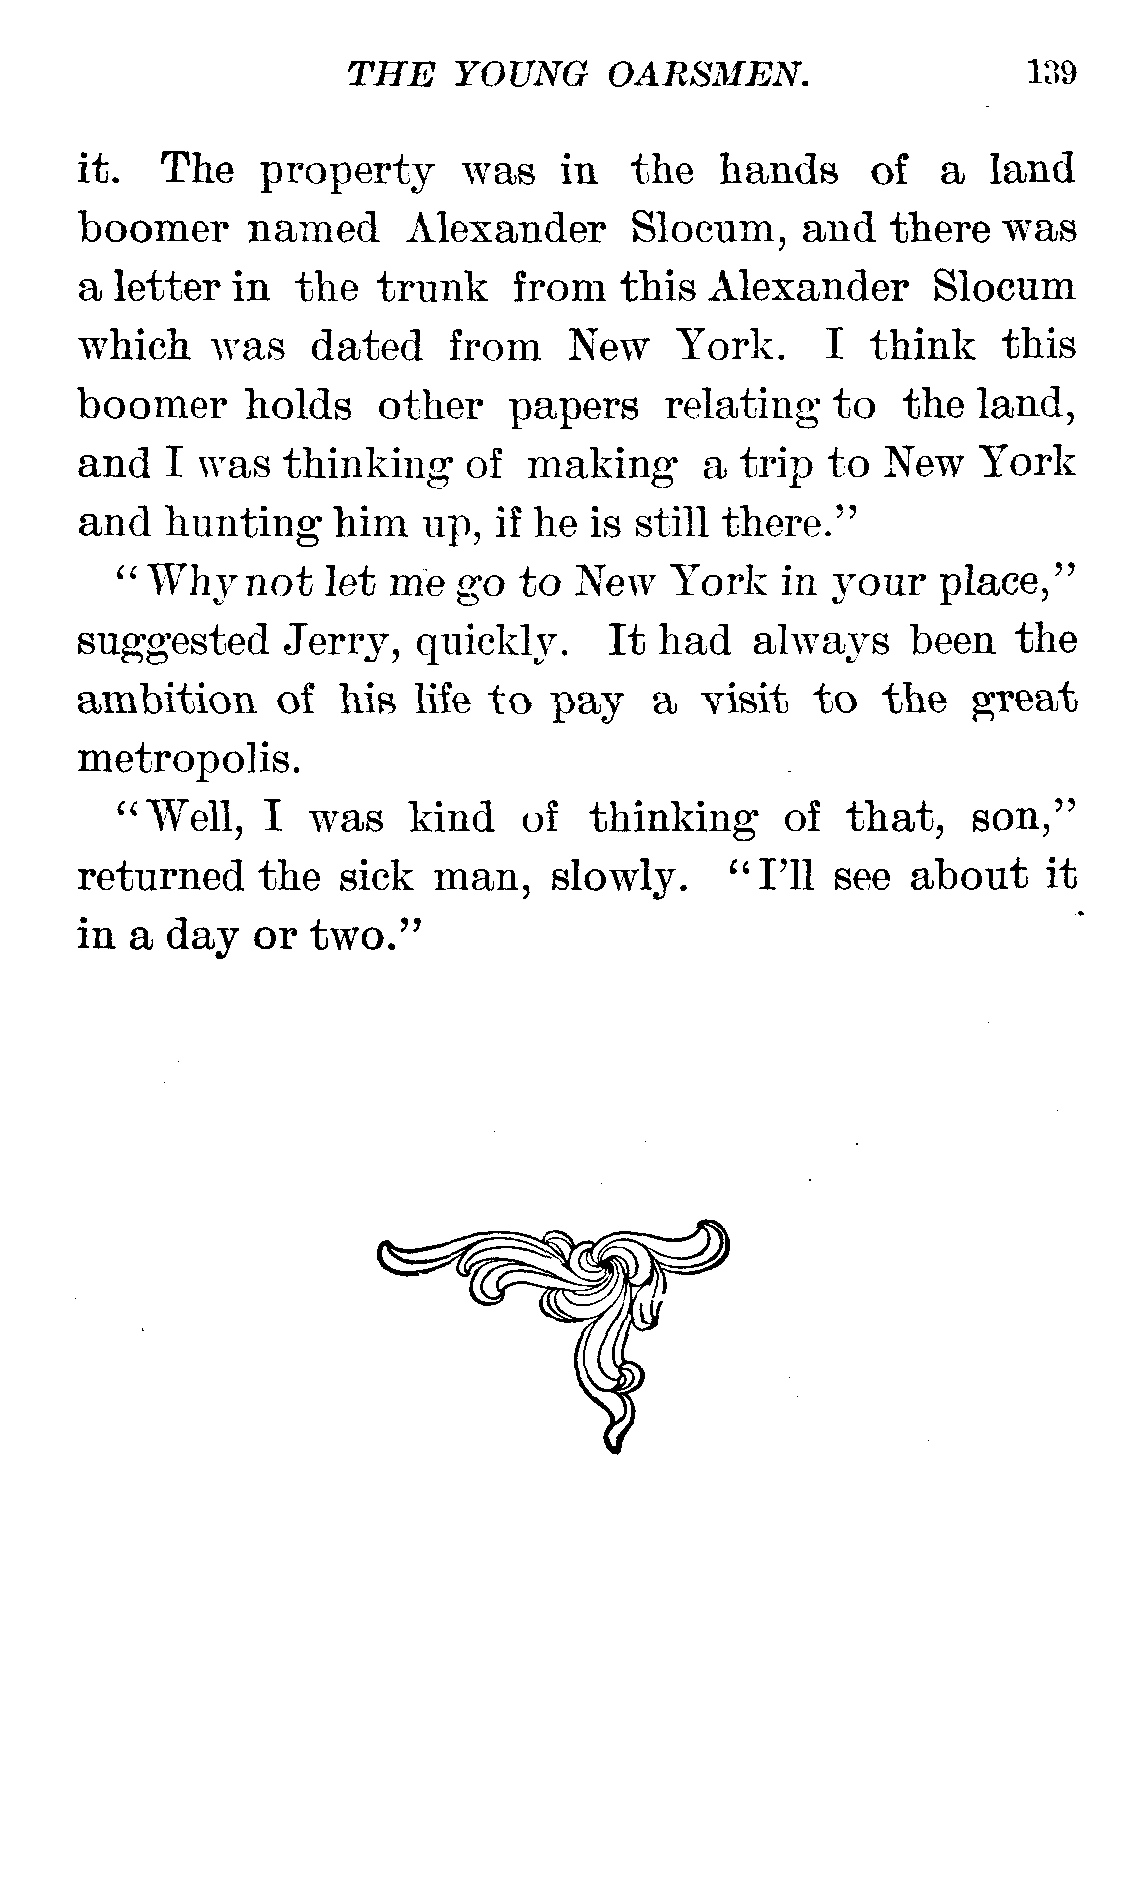 THE YOUNG OARSMEN. 139
it. The property was in the hands of a land
boomer named Alexander Slocum, and there was
a letter in the trunk from this Alexander Slocum
which was dated from New York. I think this
boomer holds other papers relating to the land,
and I was thinking of making a trip to New York
and hunting him up, if he is still there.”
“Why not let me go to New York in your place,”
suggested Jerry, quickly. It had always been the
ambition of his life to pay a visit to the great
metropolis.
“Well, I was kind of thinking of that, son,”
returned the sick man, slowly. “I’ll see about it
in a day or two.”